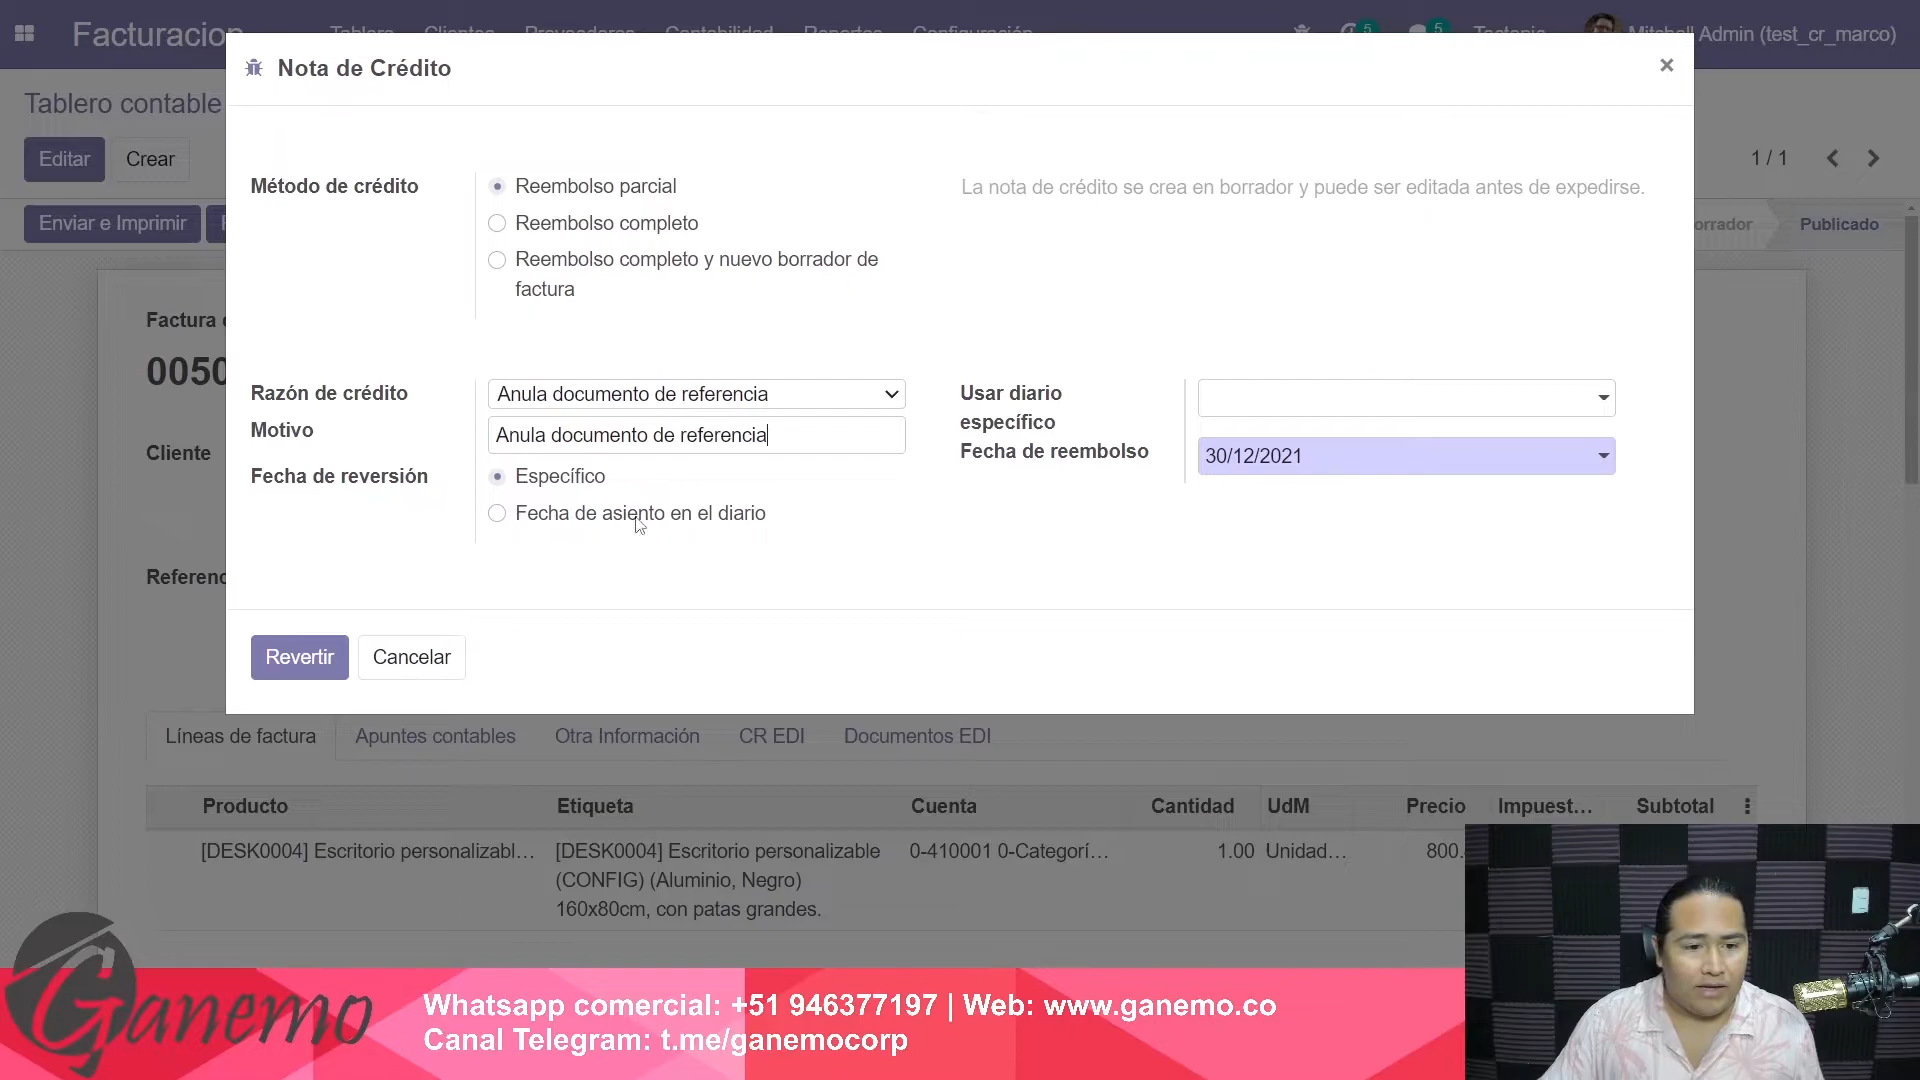 Facturacion
Admin (test_cr_marco)
Nota de Crédito
×
Tablero contable
Editar
Crear
1 / 1
Método de crédito
Reembolso parcial
Reembolso completo
Reembolso completo y nuevo borrador de
factura
La nota de crédito se crea en borrador y puede ser editada antes de expedirse.
Enviar e Imprimir
orrador
Publicado
Factura
0050
Cliente
Referenc
Razón de crédito
Anula documento de referencia
Motivo
Anula documento de referencia
Fecha de reversión
Específico
Fecha de asiento en el diario
Usar diario
específico
Fecha de reembolso
30/12/2021
Revertir
Cancelar
Líneas de factura
Apuntes contables
Otra Información
CR EDI
Documentos EDI
Producto
Etiqueta
Cuenta
Cantidad
UdM
Precio
Impuest...
Subtotal
[DESK0004] Escritorio personalizabl...
[DESK0004] Escritorio personalizable
(CONFIG) (Aluminio, Negro)
160x80cm, con patas grandes.
0-410001 0-Categorí...
1.00
Unidad...
800.
Ganemo
Whatsapp comercial: +51 946377197 | Web: www.ganemo.co
Canal Telegram: t.me/ganemocorp